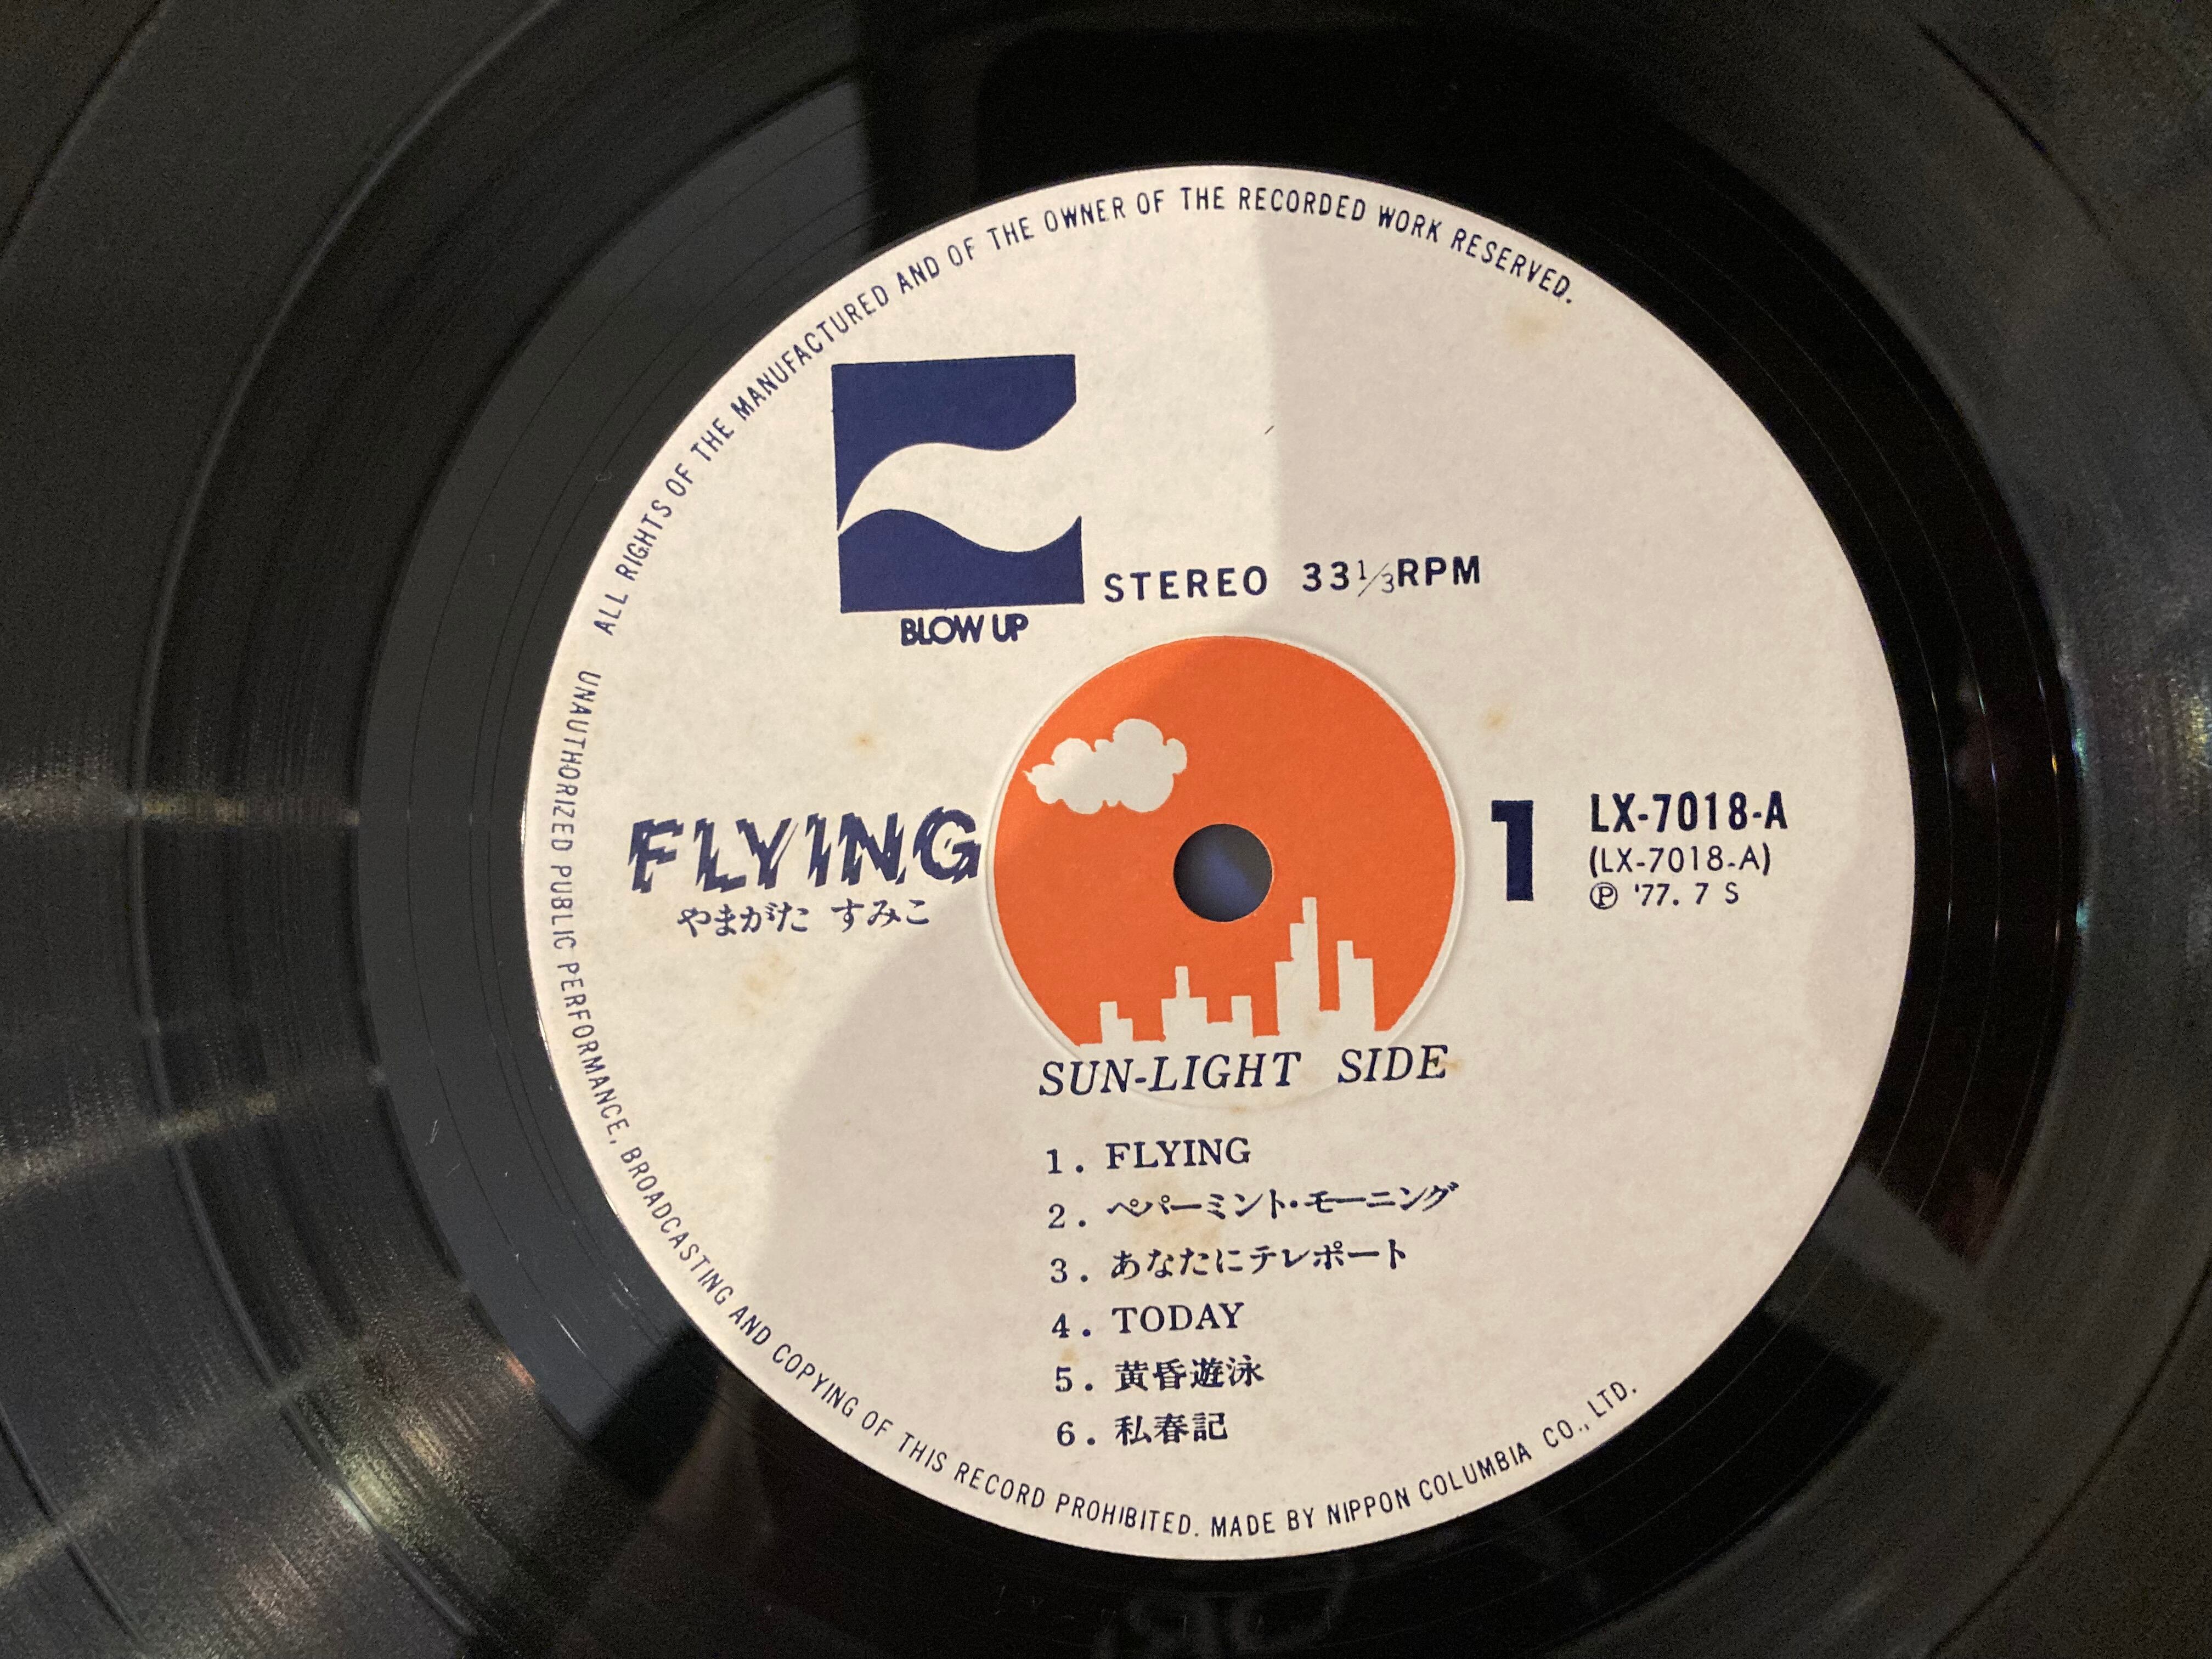 ALL RIGHTS OF THE MANUFACTURED AND OF THE OWNER OF THE RECORDED WORK RESERVED.
BLOW UP
STEREO 33⅓RPM
FLYING
やまがた すみこ
1
LX-7018-A
(LX-7018-A)
Ⓟ '77. 7 S
SUN-LIGHT SIDE
1. FLYING
2. ペパーミント・モーニング
3. あなたにテレポート
4. TODAY
5. 黄昏遊泳
6. 私春記
UNAUTHORIZED PUBLIC PERFORMANCE, BROADCASTING AND COPYING OF THIS RECORD PROHIBITED. MADE BY NIPPON COLUMBIA CO., LTD.